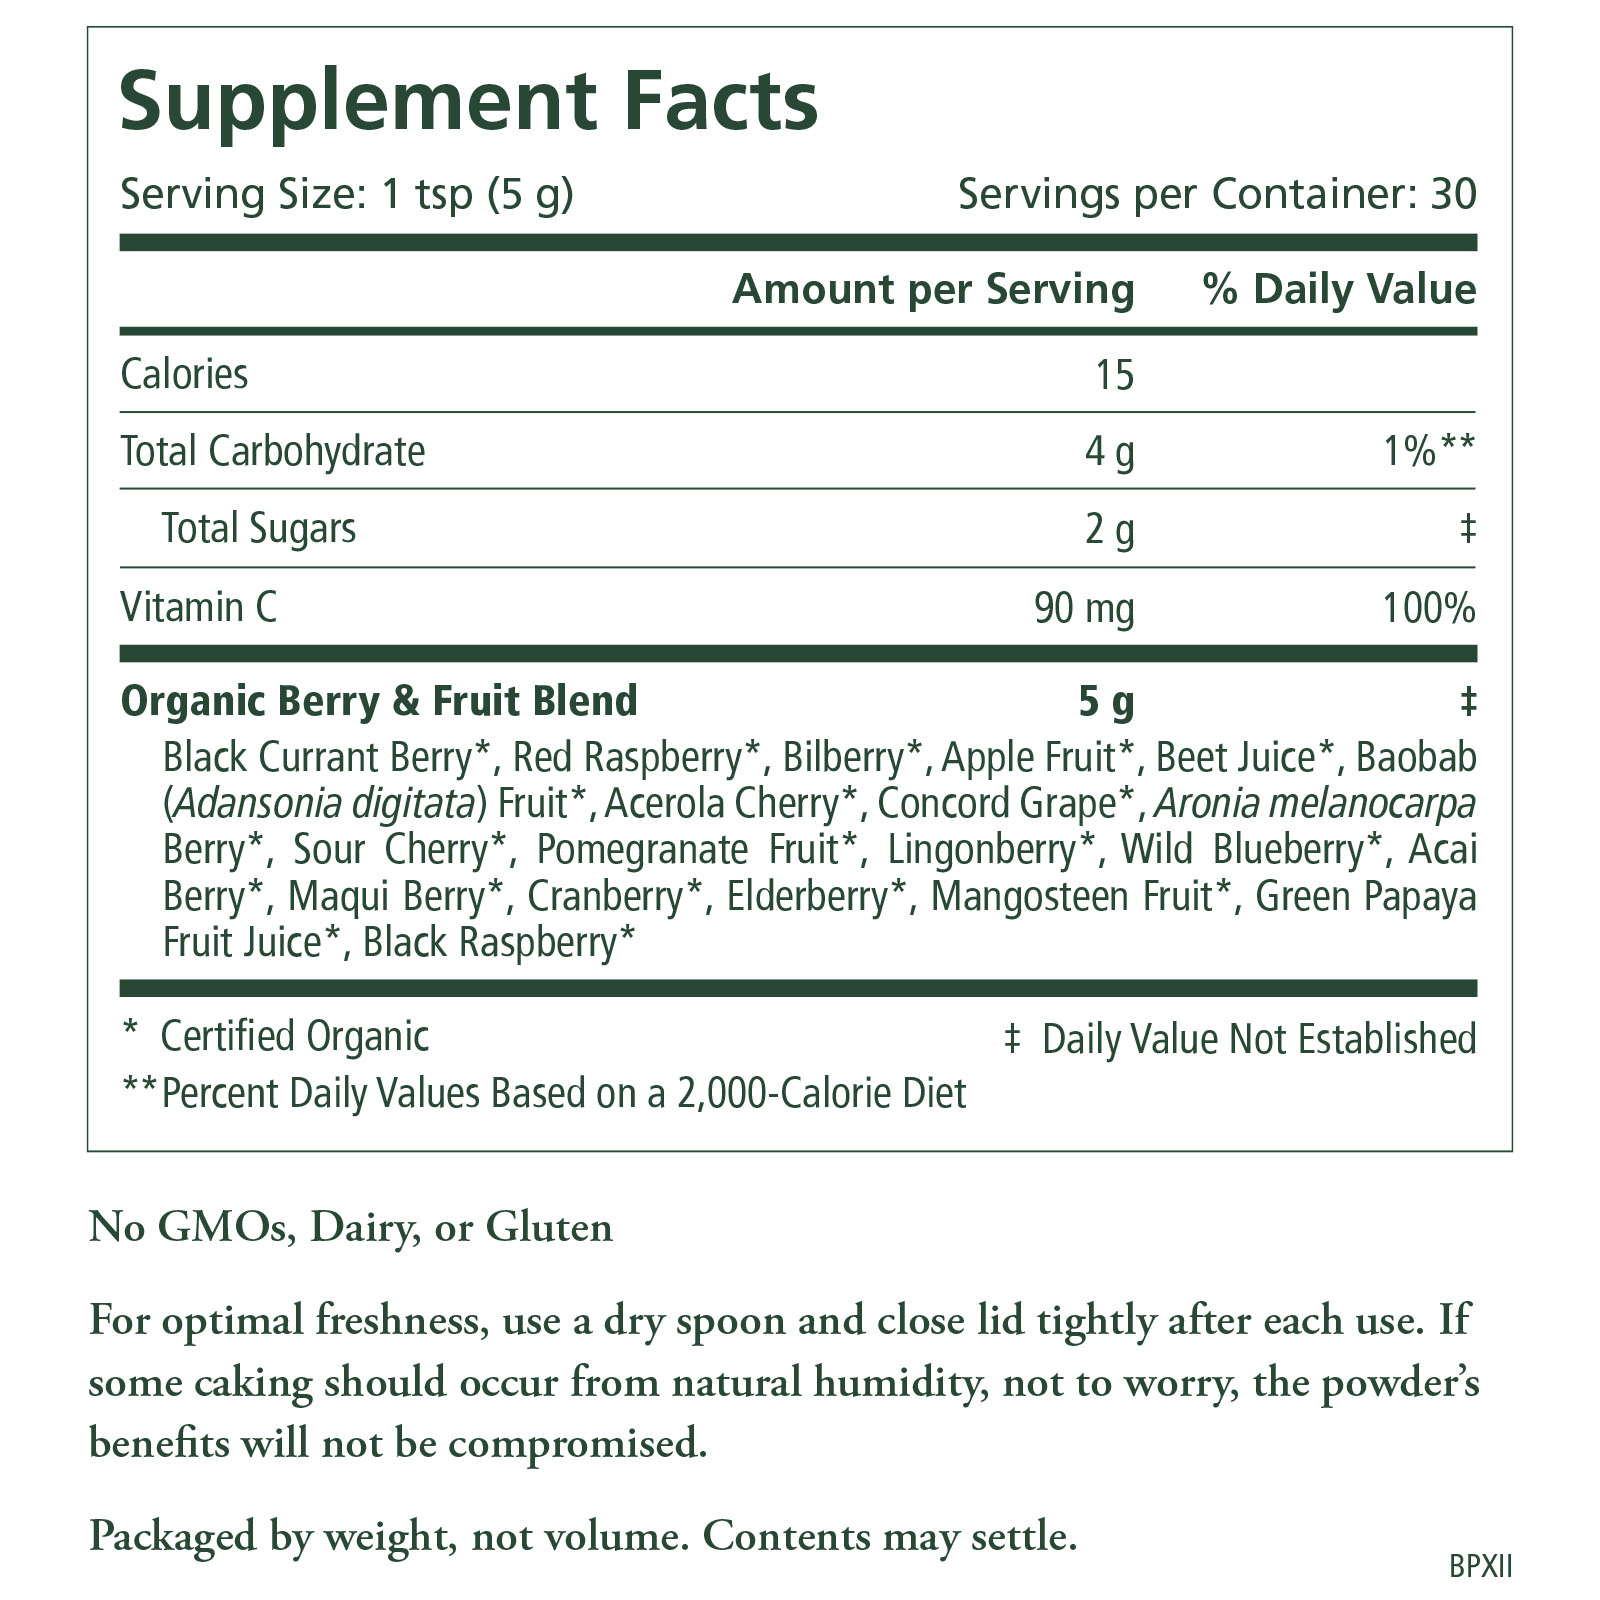 Supplement Facts
Serving Size: 1 tsp (5 g) Servings per Container: 30
Amount per Serving % Daily Value
Calories 15
Total Carbohydrate 4 g 1%**
Total Sugars 2 g ‡
Vitamin C 90 mg 100%
Organic Berry & Fruit Blend 5 g ‡
Black Currant Berry*, Red Raspberry*, Bilberry*, Apple Fruit*, Beet Juice*, Baobab
(Adansonia digitata) Fruit*, Acerola Cherry*, Concord Grape*, Aronia melanocarpa
Berry*, Sour Cherry*, Pomegranate Fruit*, Lingonberry*, Wild Blueberry*, Acai
Berry*, Maqui Berry*, Cranberry*, Elderberry*, Mangosteen Fruit*, Green Papaya
Fruit Juice*, Black Raspberry*
* Certified Organic ‡ Daily Value Not Established
**Percent Daily Values Based on a 2,000-Calorie Diet
No GMOs, Dairy, or Gluten
For optimal freshness, use a dry spoon and close lid tightly after each use. If
some caking should occur from natural humidity, not to worry, the powder’s
benefits will not be compromised.
Packaged by weight, not volume. Contents may settle.
BPXII